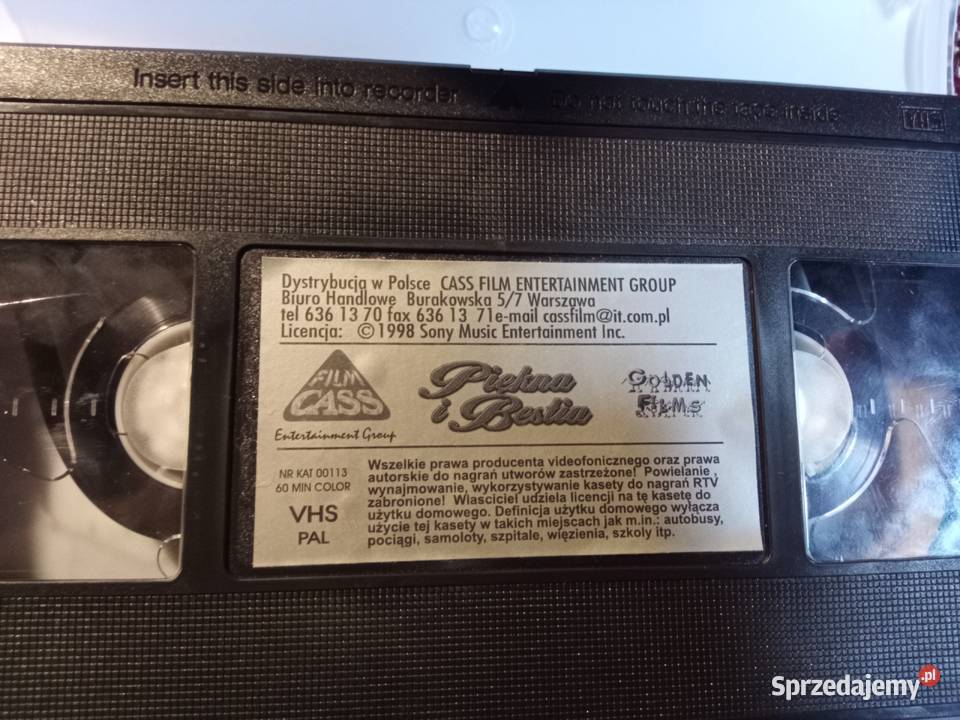 Insert this side into recorder
Do not touch the tape inside
VHS
Dystrybucja w Polsce CASS FILM ENTERTAINMENT GROUP
Biuro Handlowe Burakowska 5/7 Warszawa
tel 636 13 70 fax 636 13 71 e-mail cassfilm@it.com.pl
Licencja: ©1998 Sony Music Entertainment Inc.
FILM
CASS
Entertainment Group
Piękna
i Bestia
GOLDEN
FILMS
NR KAT 00113
60 MIN COLOR
VHS
PAL
Wszelkie prawa producenta videofonicznego oraz prawa
autorskie do nagrań utworów zastrzeżone! Powielanie ,
wynajmowanie, wykorzystywanie kasety do nagrań RTV
zabronione! Wlasciciel udziela licencji na tę kasetę do
użytku domowego. Definicja użytku domowego wyłącza
użycie tej kasety w takich miejscach jak m.in.: autobusy,
pociągi, samoloty, szpitale, więzienia, szkoly itp.
Sprzedajemy.pl